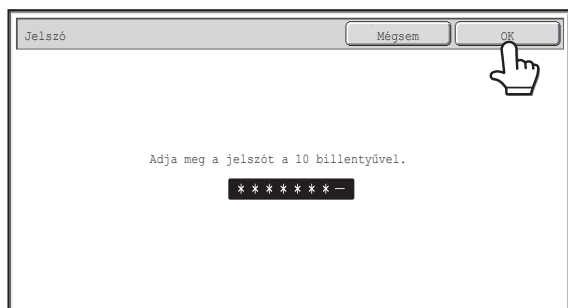 Jelszó Mégsem OK
Adja meg a jelszót a 10 billentyűvel.
*******–